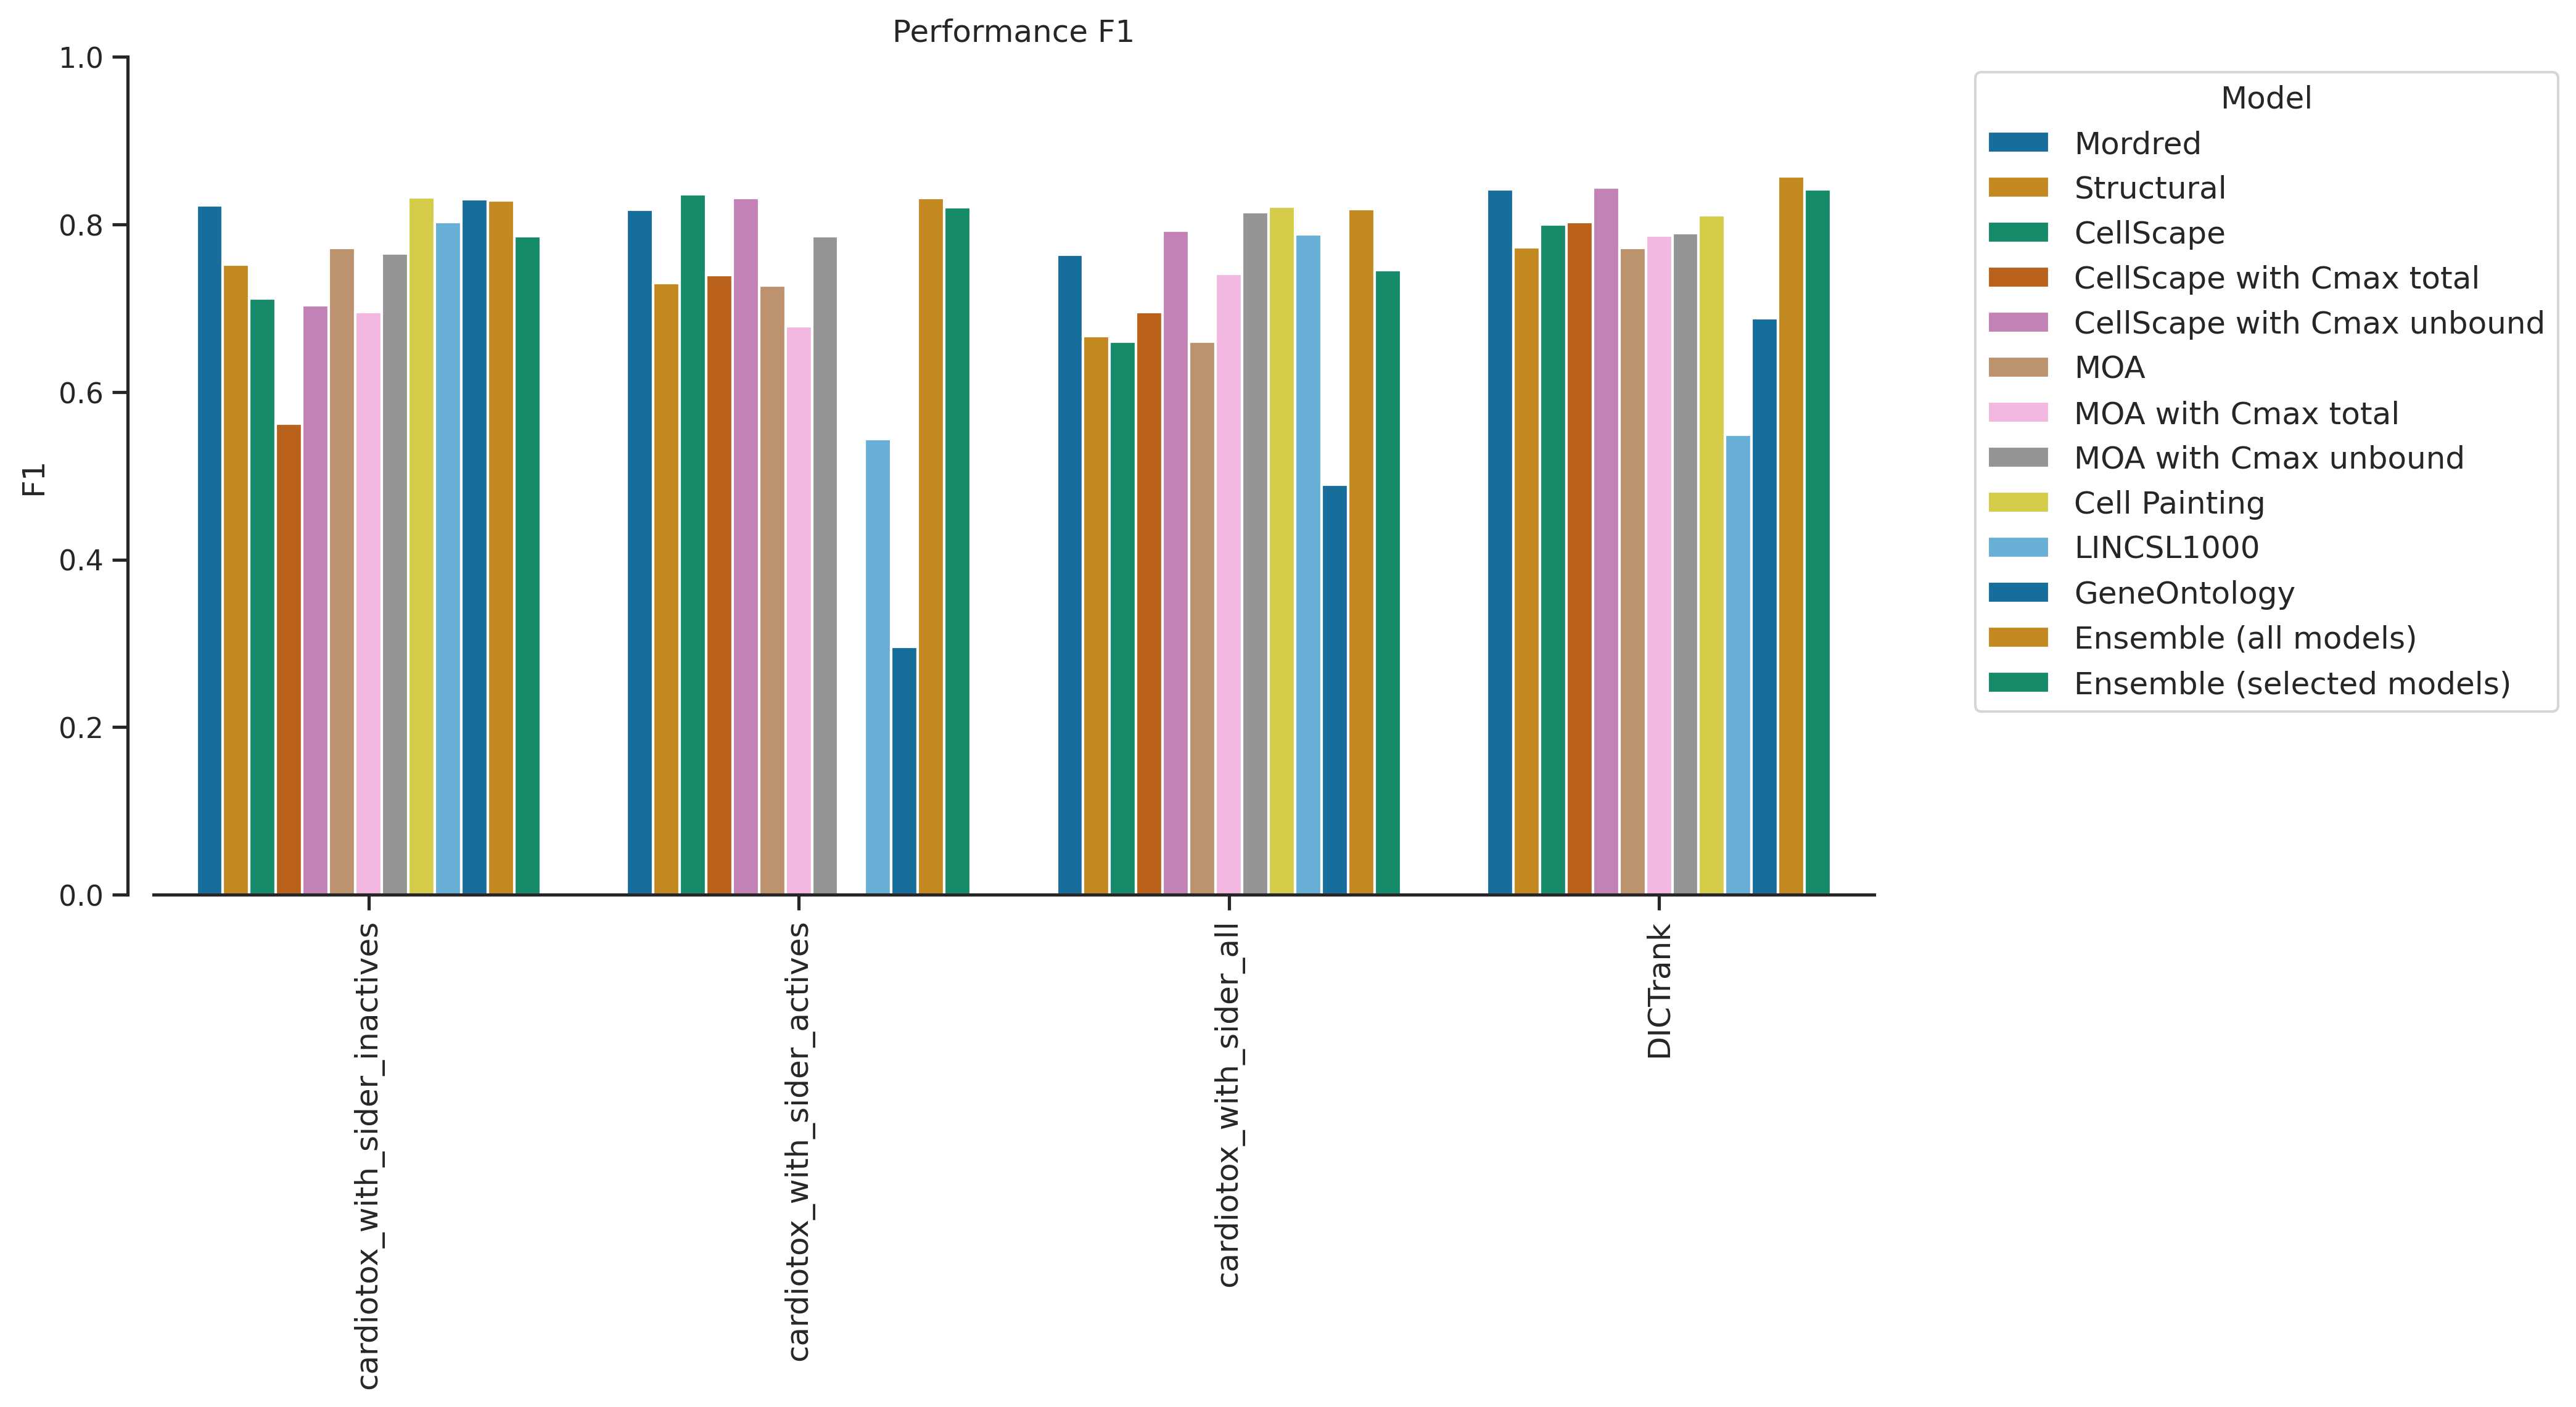 Performance F1
1.0
0.8
0.6
0.4
0.2
0.0
F1
cardiotox_with_sider_inactives
cardiotox_with_sider_actives
cardiotox_with_sider_all
DICTrank
Model
Mordred
Structural
CellScape
CellScape with Cmax total
CellScape with Cmax unbound
MOA
MOA with Cmax total
MOA with Cmax unbound
Cell Painting
LINCSL1000
GeneOntology
Ensemble (all models)
Ensemble (selected models)